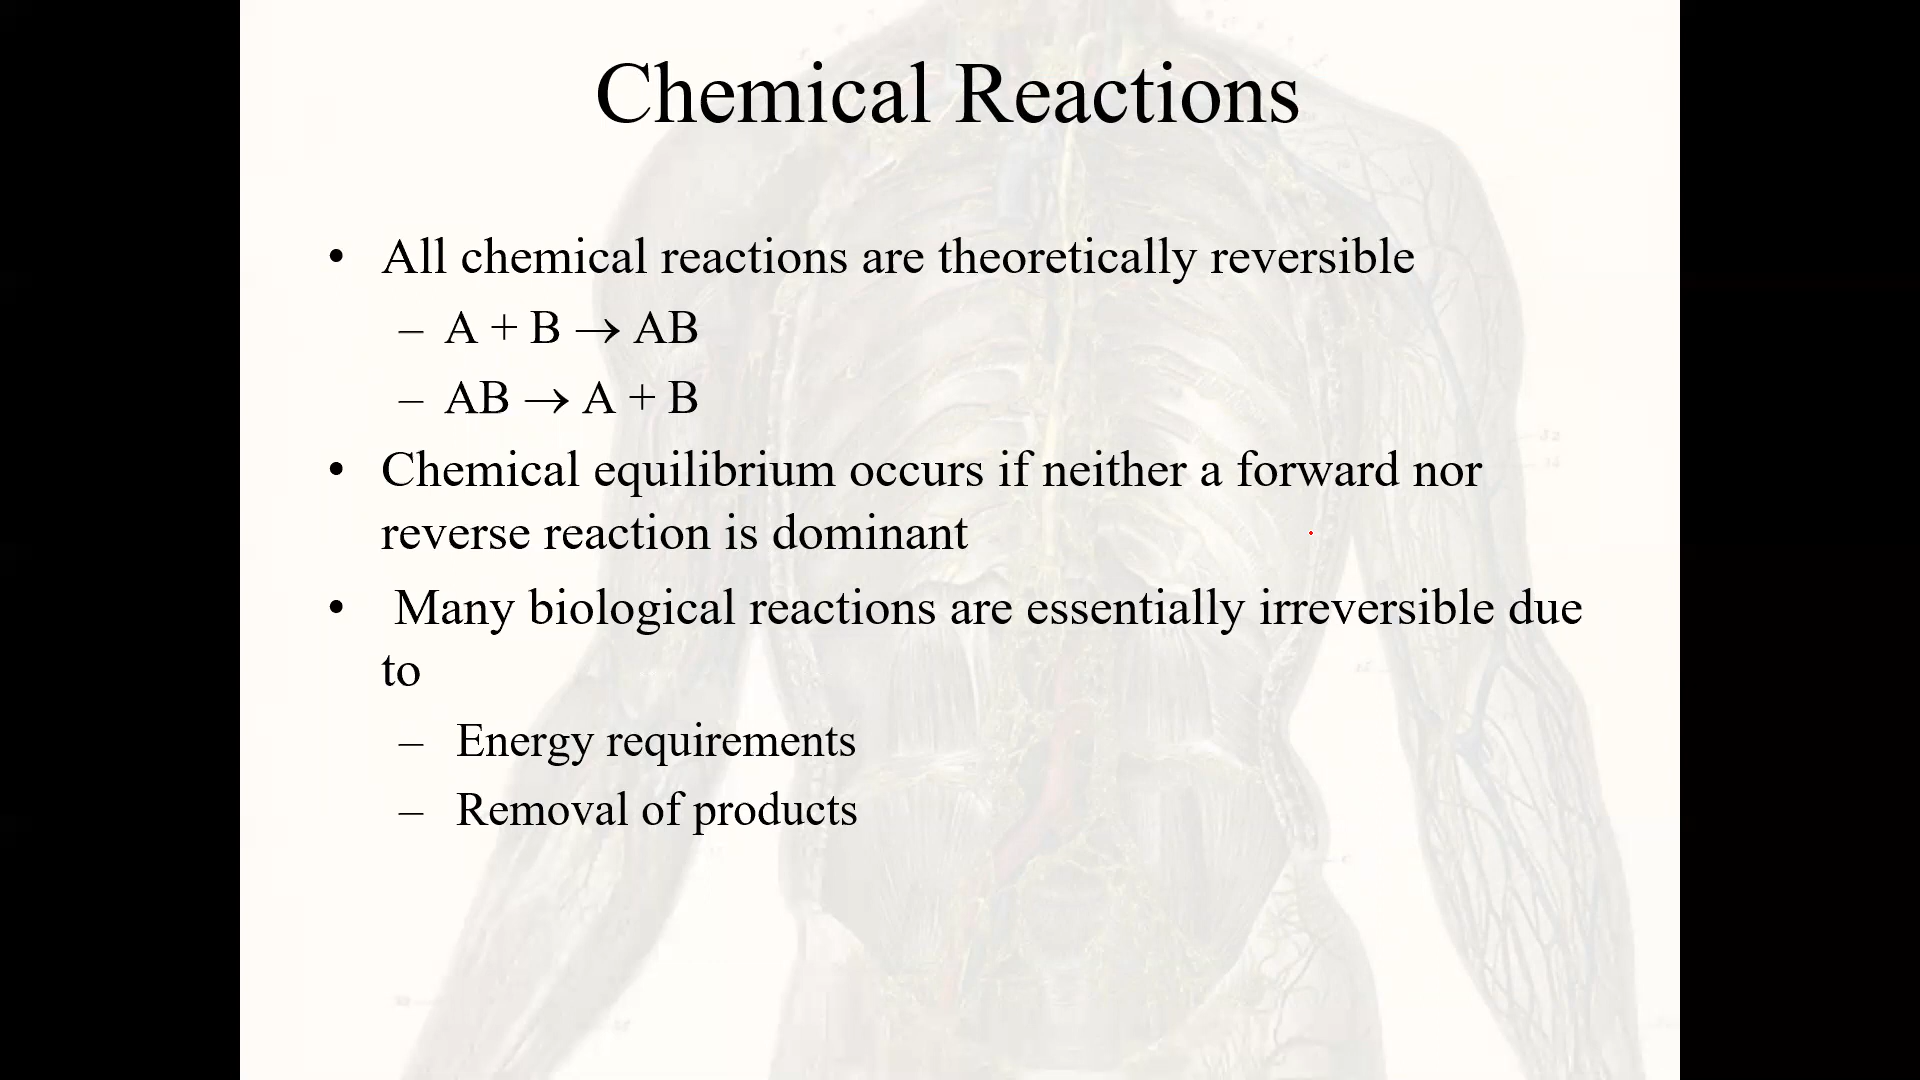 Chemical Reactions
• All chemical reactions are theoretically reversible
– A + B → AB
– AB → A + B
• Chemical equilibrium occurs if neither a forward nor
reverse reaction is dominant
• Many biological reactions are essentially irreversible due
to
– Energy requirements
– Removal of products